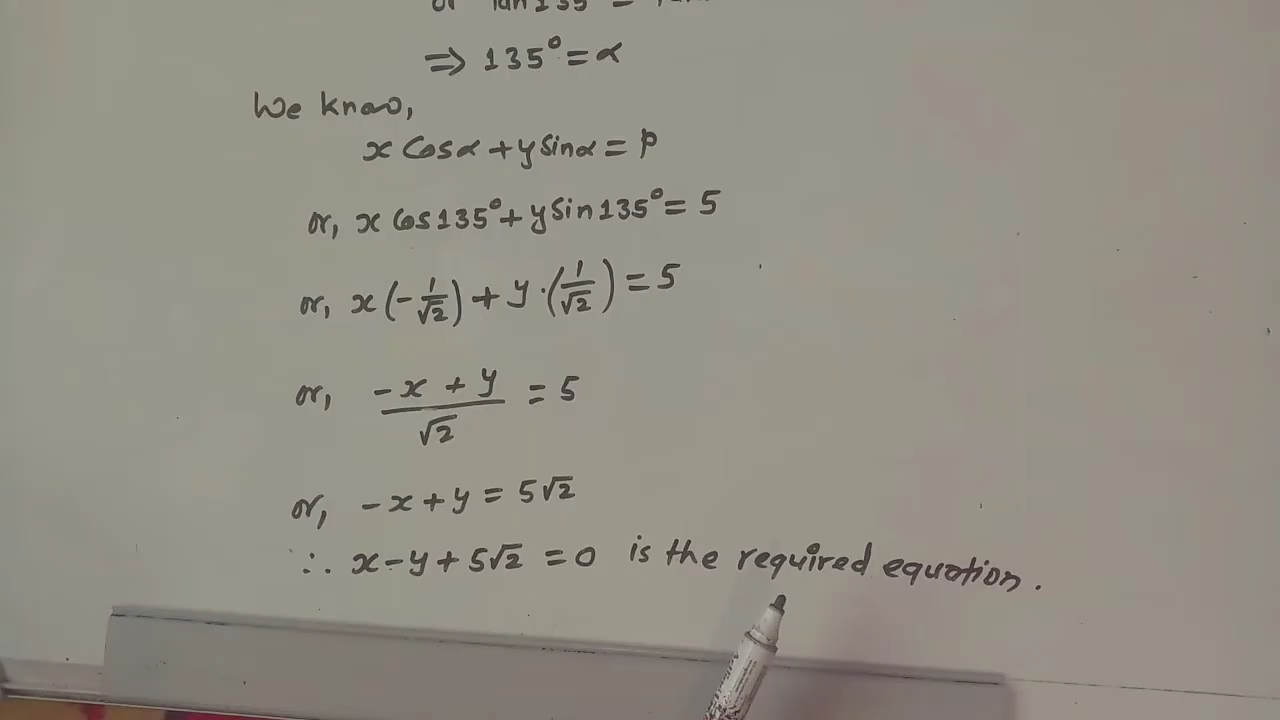 ⇒ 135° = α
We know,
x Cosα + y Sinα = P
or, x Cos135° + y Sin135° = 5
or, x(-1/√2) + y·(1/√2) = 5
or, (-x + y)/√2 = 5
or, -x + y = 5√2
∴ x - y + 5√2 = 0 is the required equation.